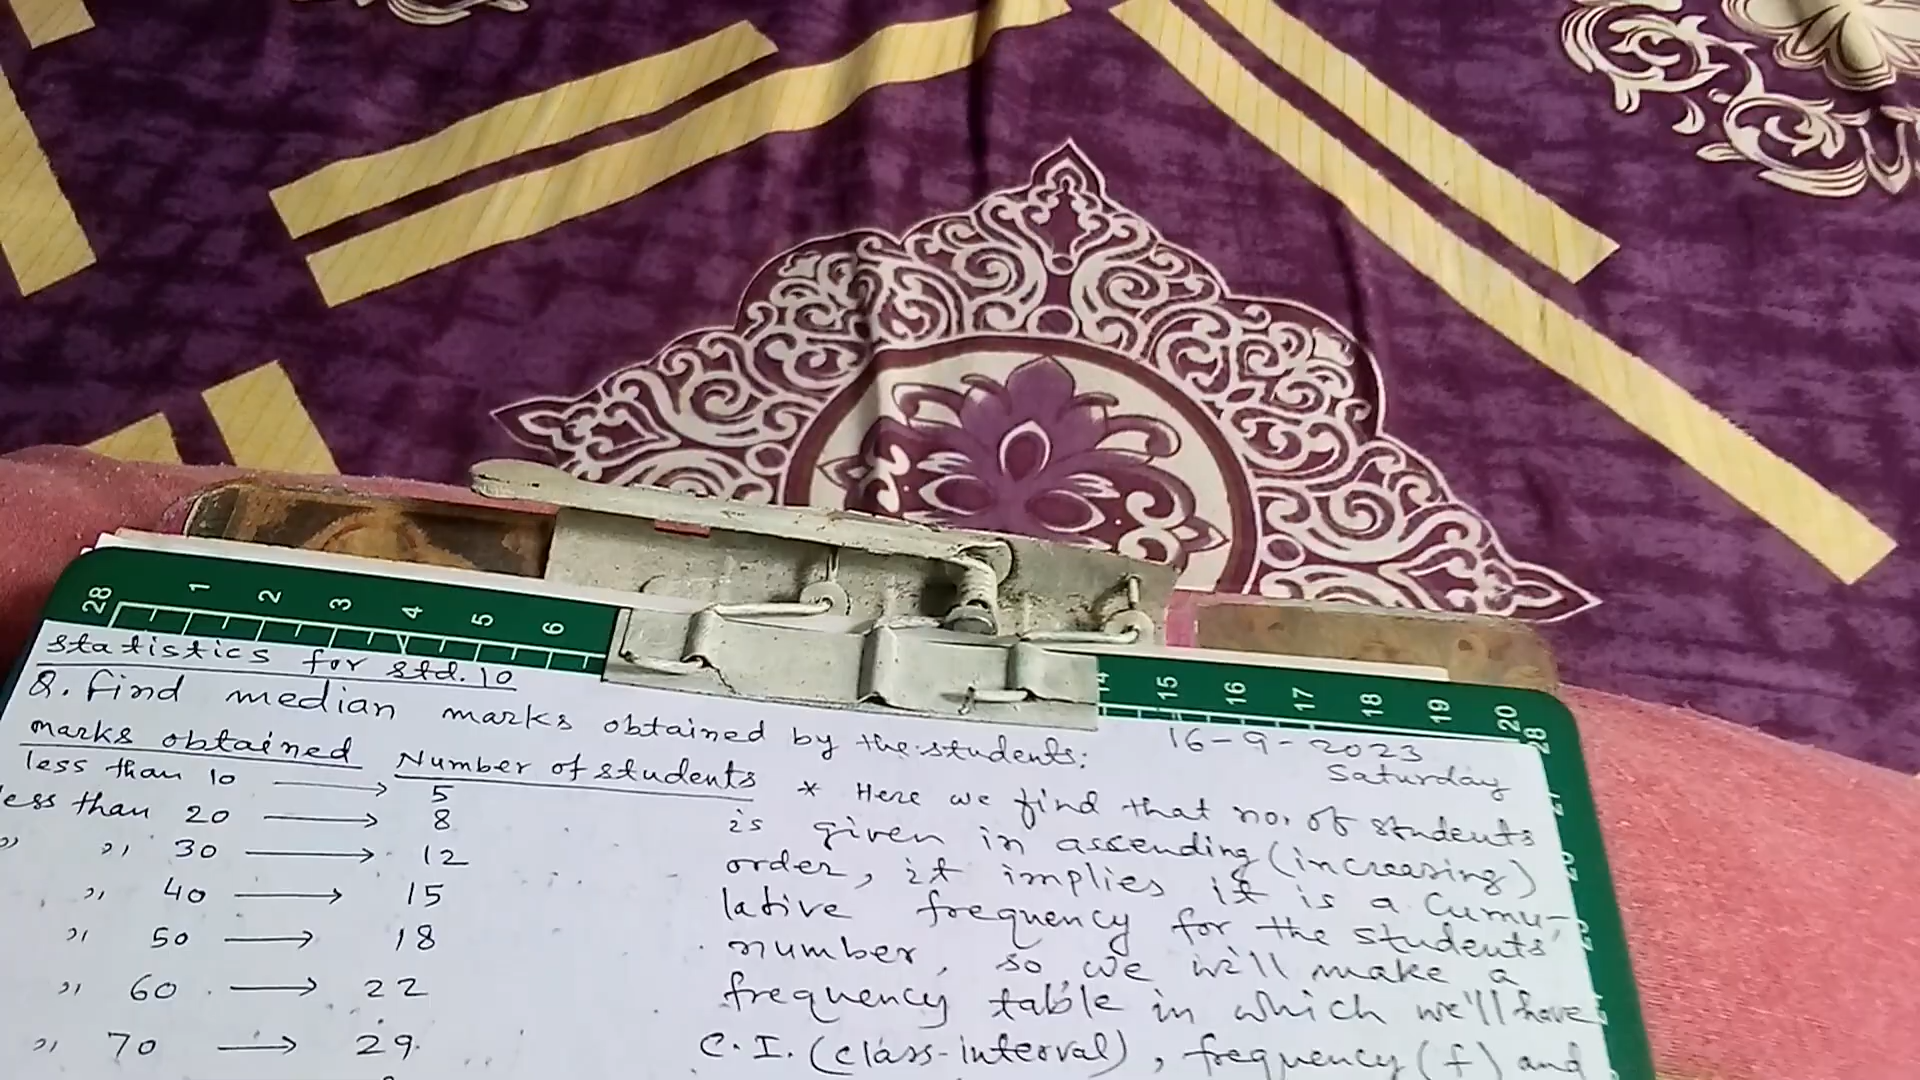 28 1 2 3 4 5 6 14 15 16 17 18 19 20
28
statistics for std. 10
Q. Find median marks obtained by the students:
16-9-2023
Saturday
marks obtained Number of students
less than 10 → 5
less than 20 → 8
,, ,, 30 → 12
,, 40 → 15
,, 50 → 18
,, 60 → 22
,, 70 → 29
* Here we find that no. of students
is given in ascending (increasing)
order, it implies it is a Cumu-
lative frequency for the students'
number, so we will make a
frequency table in which we'll have
C.I. (class-interval), frequency (f) and